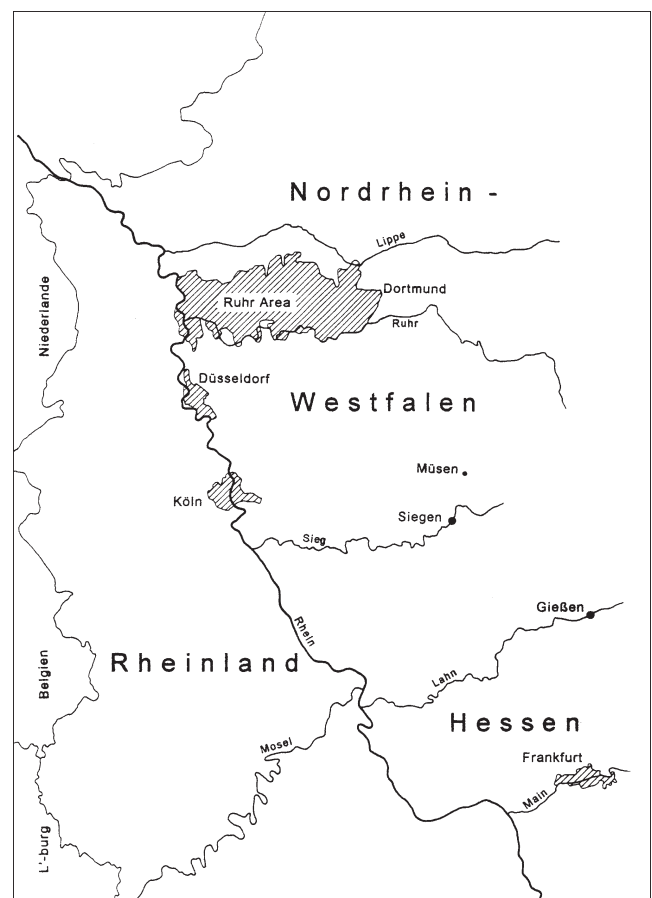 Nordrhein -
Lippe
Niederlande
Dortmund
Ruhr Area
Ruhr
Düsseldorf
Westfalen
Müsen
Köln
Siegen
Sieg
Gießen
Rhein
Rheinland
Belgien
Lahn
Hessen
Mosel
Frankfurt
Main
L'-burg